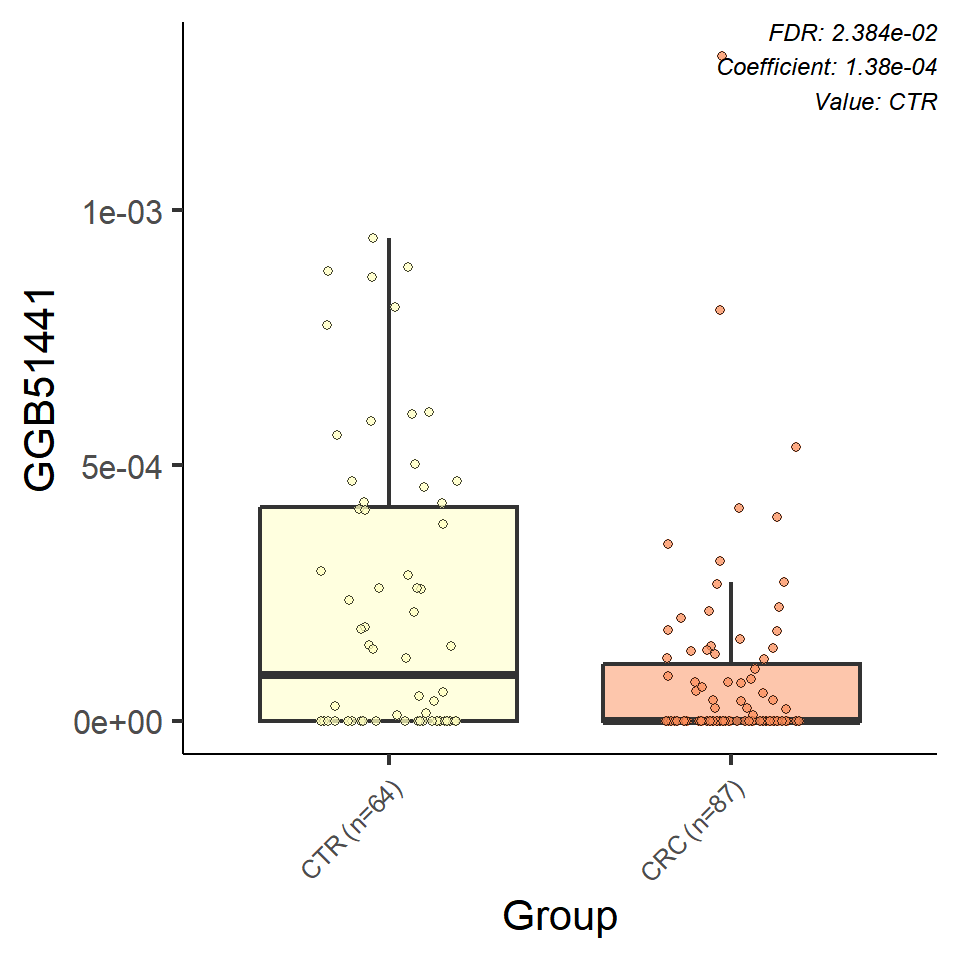 FDR: 2.384e-02
Coefficient: 1.38e-04
Value: CTR
GGB51441
1e-03
5e-04
0e+00
CTR (n=64)
CRC (n=87)
Group